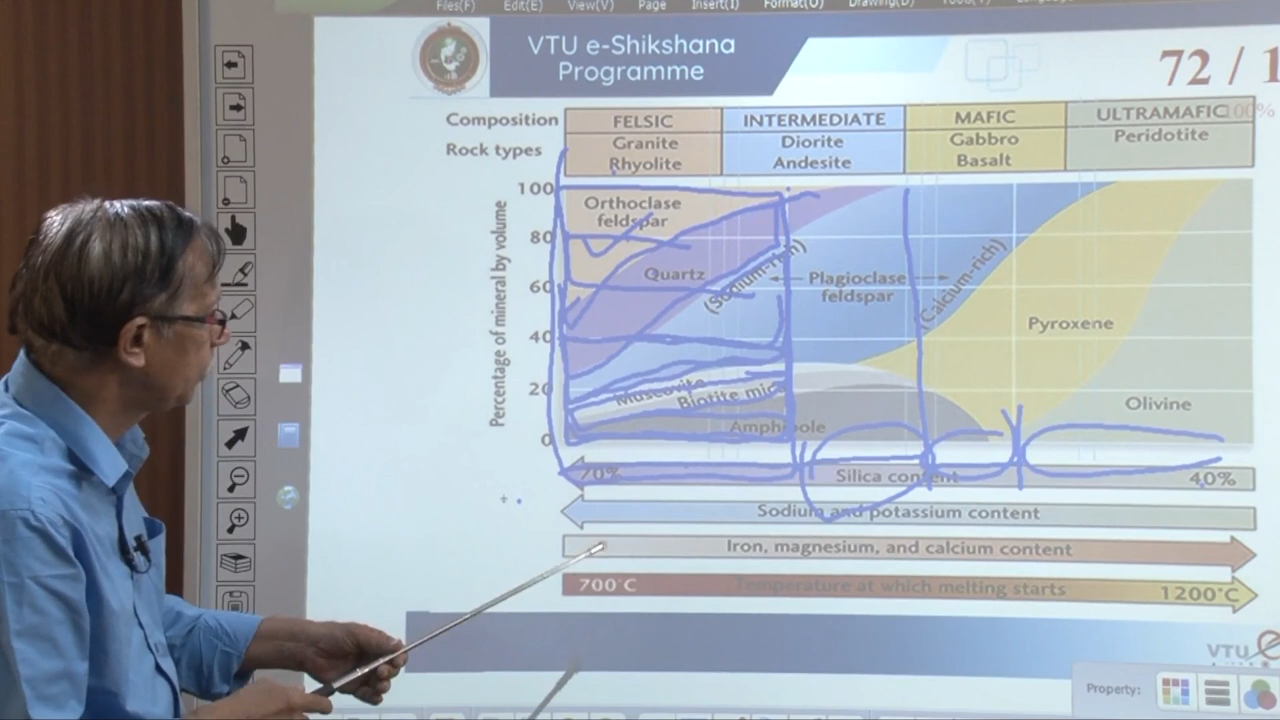 Files(F) Edit(E) View(V) Page Insert(I) Format(O) Drawing(D)
VTU e-Shikshana
Programme
72 / 1
100%
Composition FELSIC INTERMEDIATE MAFIC ULTRAMAFIC
Rock types Granite Diorite Gabbro Peridotite
Rhyolite Andesite Basalt
Percentage of mineral by volume
100
80
60
40
20
0
Orthoclase
feldspar
Quartz
(Sodium-rich)
Plagioclase
feldspar
(Calcium-rich)
Pyroxene
Muscovite
Biotite mica
Amphibole
Olivine
70% Silica content 40%
Sodium and potassium content
Iron, magnesium, and calcium content
700°C Temperature at which melting starts 1200°C
VTU e
Property: